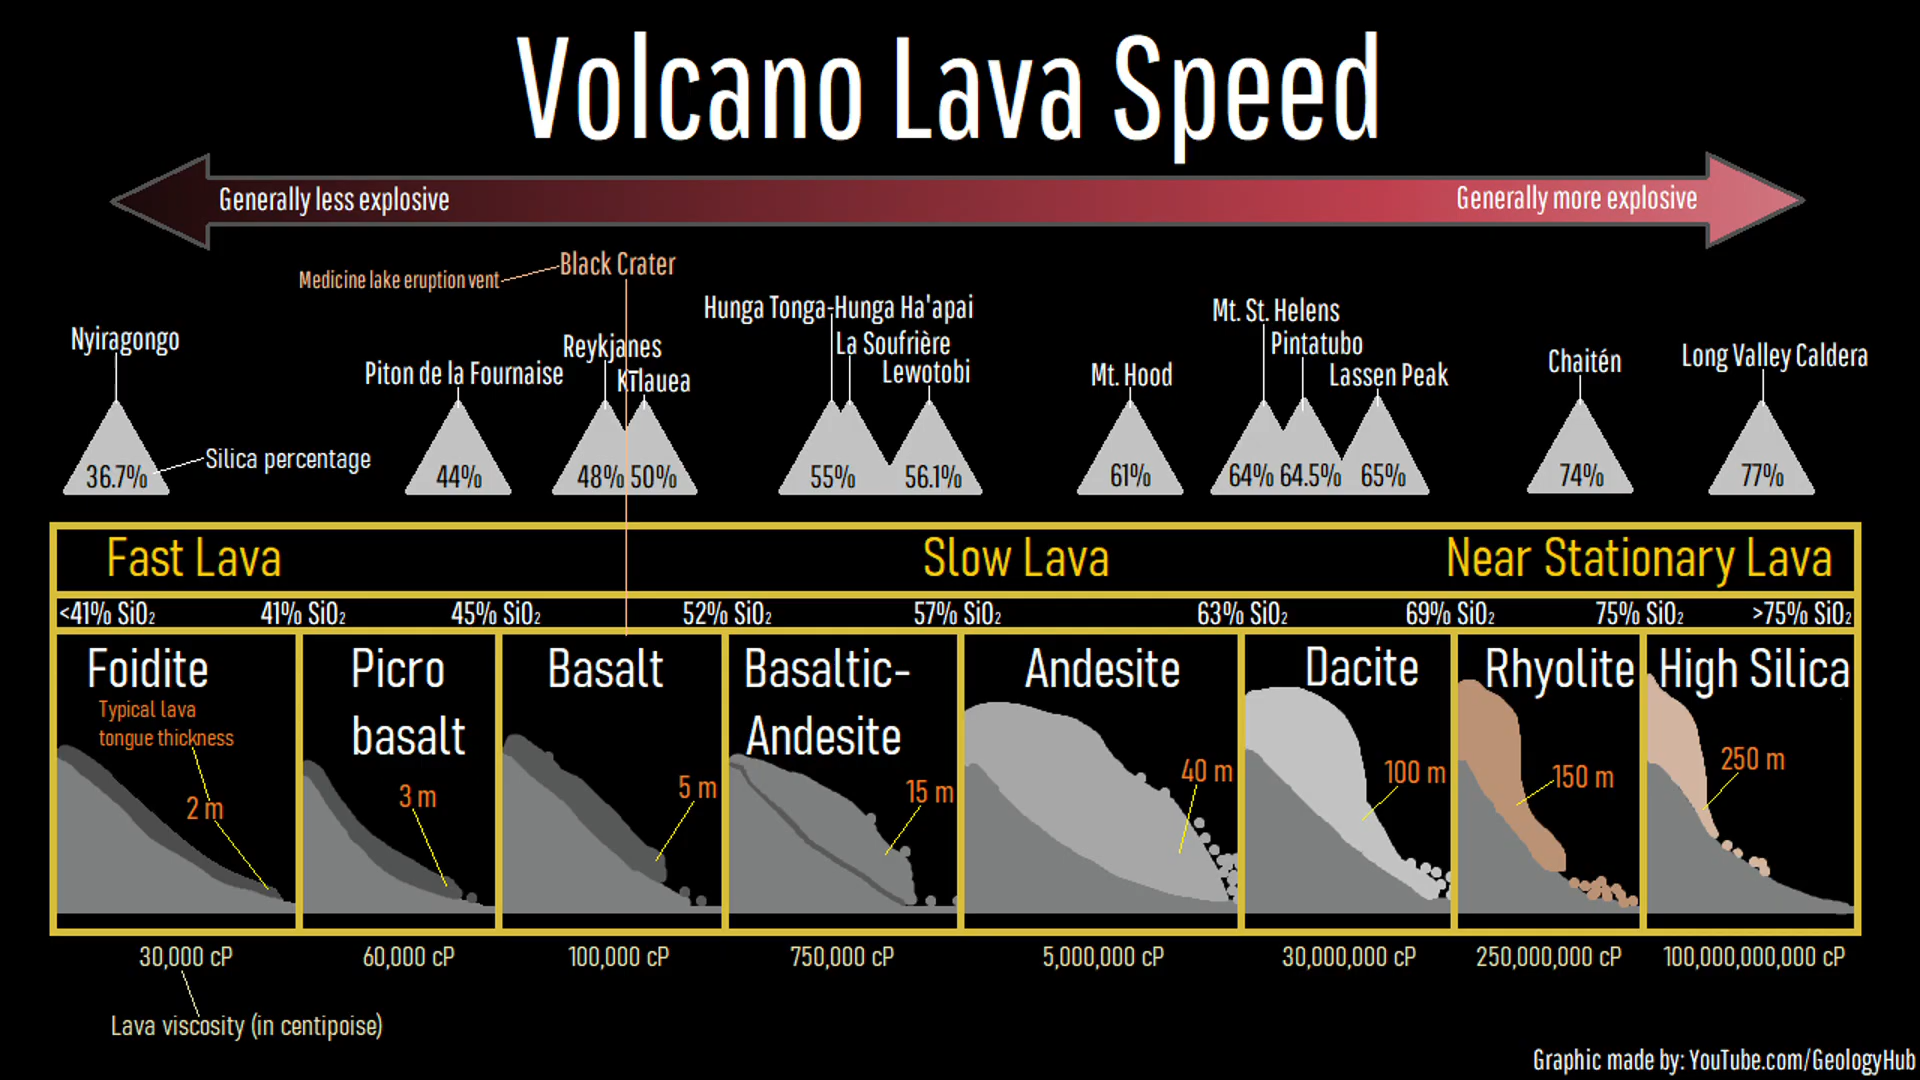 Volcano Lava Speed
Generally less explosive
Generally more explosive
Medicine lake eruption vent
Black Crater
Nyiragongo
Piton de la Fournaise
Reykjanes
Kīlauea
Hunga Tonga-Hunga Ha'apai
La Soufrière
Lewotobi
Mt. Hood
Mt. St. Helens
Pintatubo
Lassen Peak
Chaitén
Long Valley Caldera
36.7%
Silica percentage
44%
48%
50%
55%
56.1%
61%
64%
64.5%
65%
74%
77%
Fast Lava
Slow Lava
Near Stationary Lava
<41% SiO₂
41% SiO₂
45% SiO₂
52% SiO₂
57% SiO₂
63% SiO₂
69% SiO₂
75% SiO₂
>75% SiO₂
Foidite
Typical lava
tongue thickness
2 m
Picro
basalt
3 m
Basalt
5 m
Basaltic-
Andesite
15 m
Andesite
40 m
Dacite
100 m
Rhyolite
150 m
High Silica
250 m
30,000 cP
60,000 cP
100,000 cP
750,000 cP
5,000,000 cP
30,000,000 cP
250,000,000 cP
100,000,000,000 cP
Lava viscosity (in centipoise)
Graphic made by: YouTube.com/GeologyHub